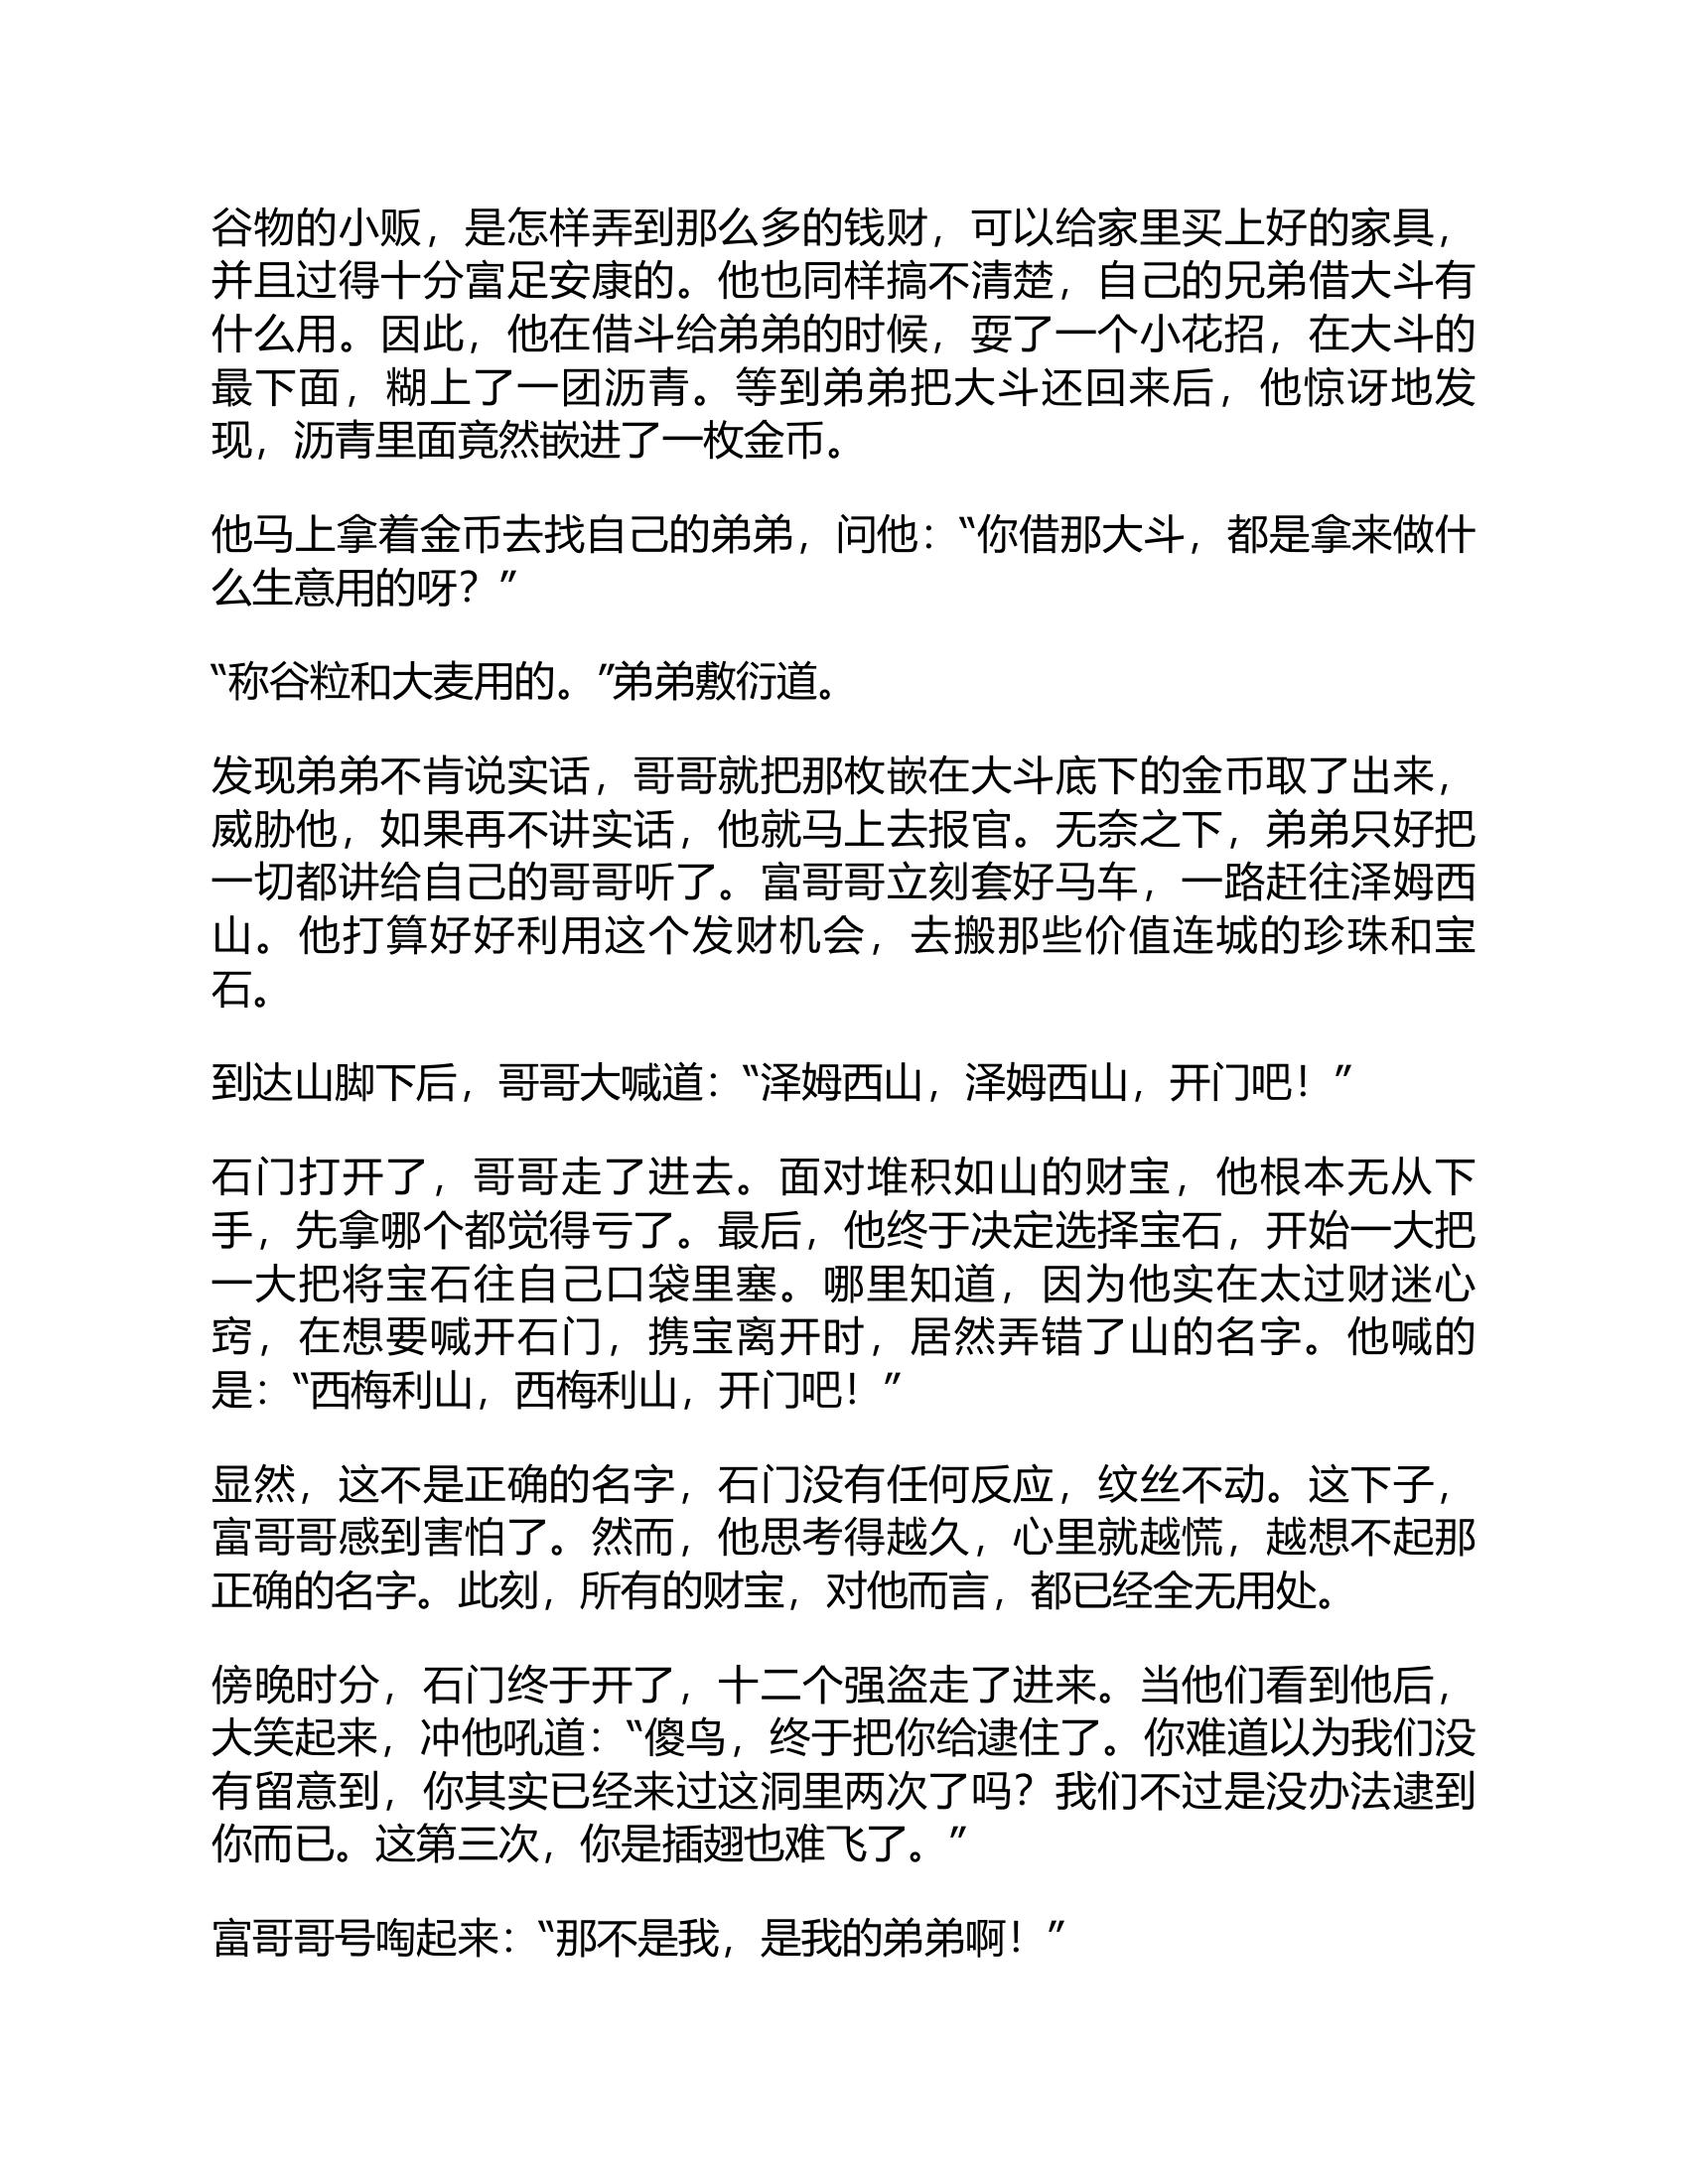 谷物的小贩，是怎样弄到那么多的钱财，可以给家里买上好的家具，
并且过得十分富足安康的。他也同样搞不清楚，自己的兄弟借大斗有
什么用。因此，他在借斗给弟弟的时候，耍了一个小花招，在大斗的
最下面，糊上了一团沥青。等到弟弟把大斗还回来后，他惊讶地发
现，沥青里面竟然嵌进了一枚金币。
他马上拿着金币去找自己的弟弟，问他：“你借那大斗，都是拿来做什
么生意用的呀？”
“称谷粒和大麦用的。”弟弟敷衍道。
发现弟弟不肯说实话，哥哥就把那枚嵌在大斗底下的金币取了出来，
威胁他，如果再不讲实话，他就马上去报官。无奈之下，弟弟只好把
一切都讲给自己的哥哥听了。富哥哥立刻套好马车，一路赶往泽姆西
山。他打算好好利用这个发财机会，去搬那些价值连城的珍珠和宝
石。
到达山脚下后，哥哥大喊道：“泽姆西山，泽姆西山，开门吧！”
石门打开了，哥哥走了进去。面对堆积如山的财宝，他根本无从下
手，先拿哪个都觉得亏了。最后，他终于决定选择宝石，开始一大把
一大把将宝石往自己口袋里塞。哪里知道，因为他实在太过财迷心
窍，在想要喊开石门，携宝离开时，居然弄错了山的名字。他喊的
是：“西梅利山，西梅利山，开门吧！”
显然，这不是正确的名字，石门没有任何反应，纹丝不动。这下子，
富哥哥感到害怕了。然而，他思考得越久，心里就越慌，越想不起那
正确的名字。此刻，所有的财宝，对他而言，都已经全无用处。
傍晚时分，石门终于开了，十二个强盗走了进来。当他们看到他后，
大笑起来，冲他吼道：“傻鸟，终于把你给逮住了。你难道以为我们没
有留意到，你其实已经来过这洞里两次了吗？我们不过是没办法逮到
你而已。这第三次，你是插翅也难飞了。”
富哥哥号啕起来：“那不是我，是我的弟弟啊！”